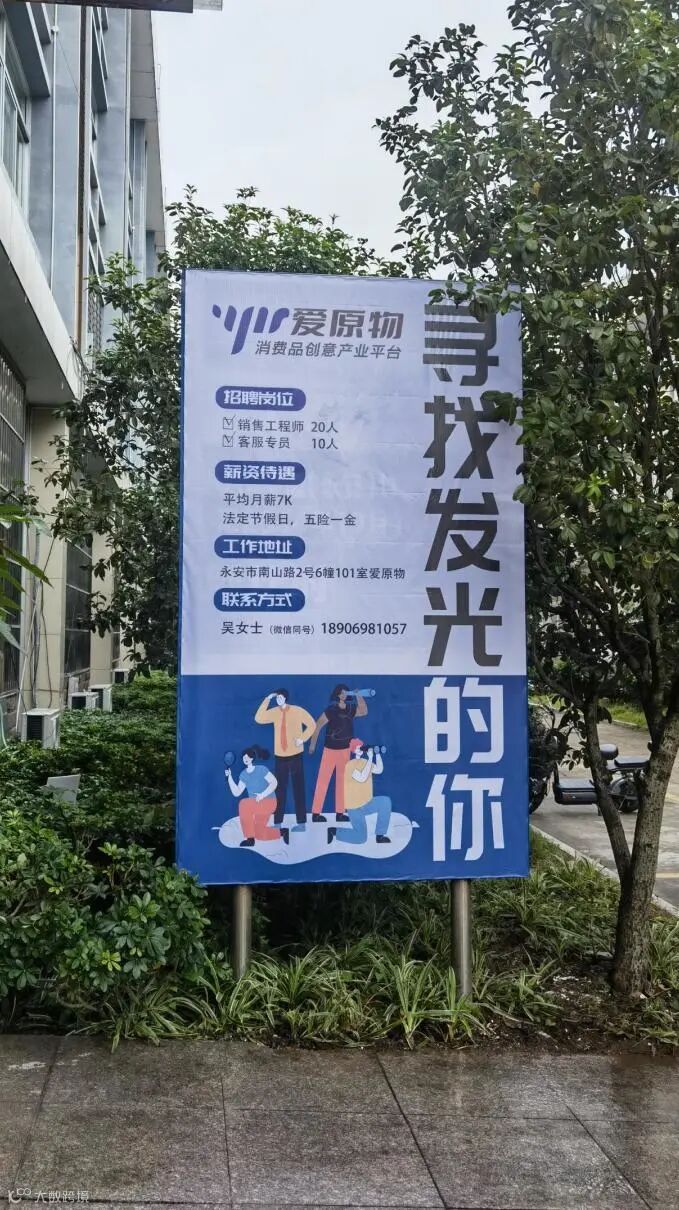 爱原物
消费品创意产业平台
招聘岗位
销售工程师 20人
客服专员 10人
薪资待遇
平均月薪7K
法定节假日，五险一金
工作地址
永安市南山路2号6幢101室爱原物
联系方式
吴女士（微信同号）18906981057
寻找发光的你
大数跨境